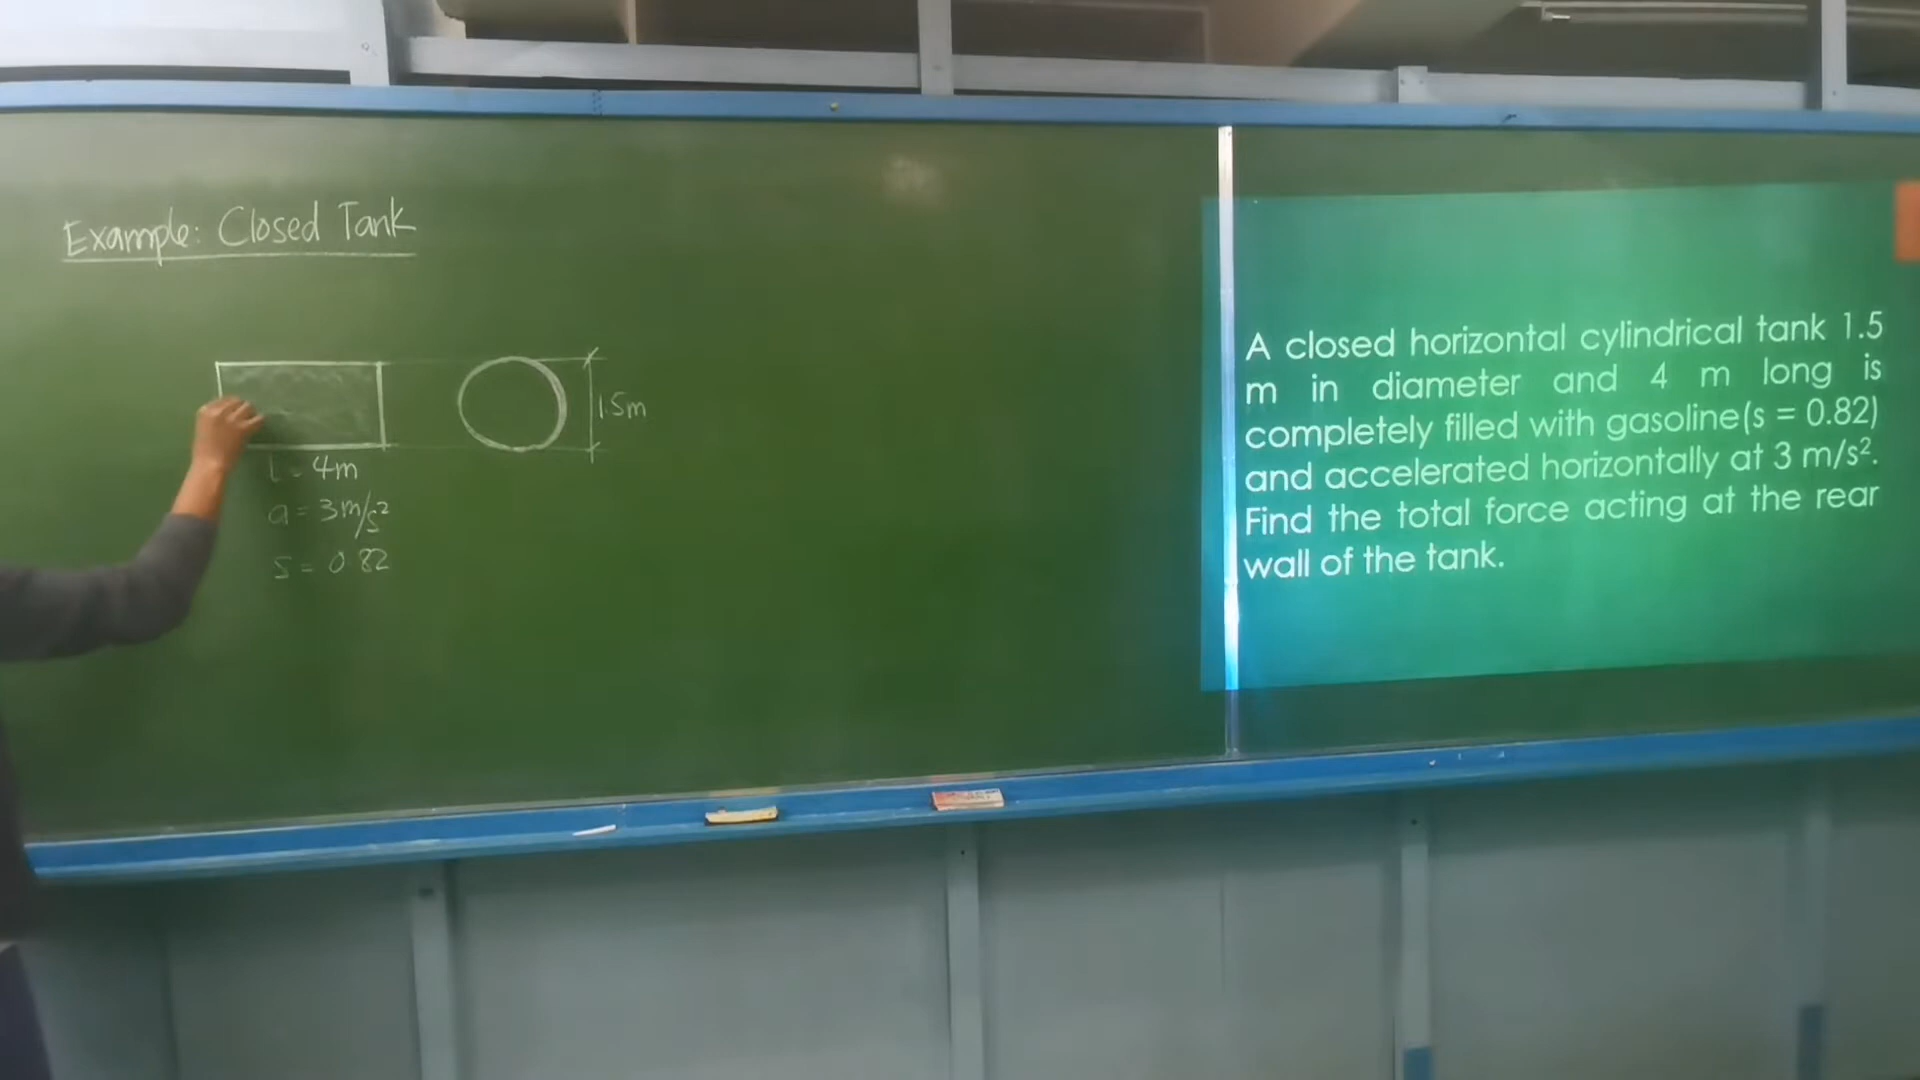 Example: Closed Tank
1.5m
L = 4m
a = 3m/s²
s = 0.82
A closed horizontal cylindrical tank 1.5
m in diameter and 4 m long is
completely filled with gasoline(s = 0.82)
and accelerated horizontally at 3 m/s².
Find the total force acting at the rear
wall of the tank.